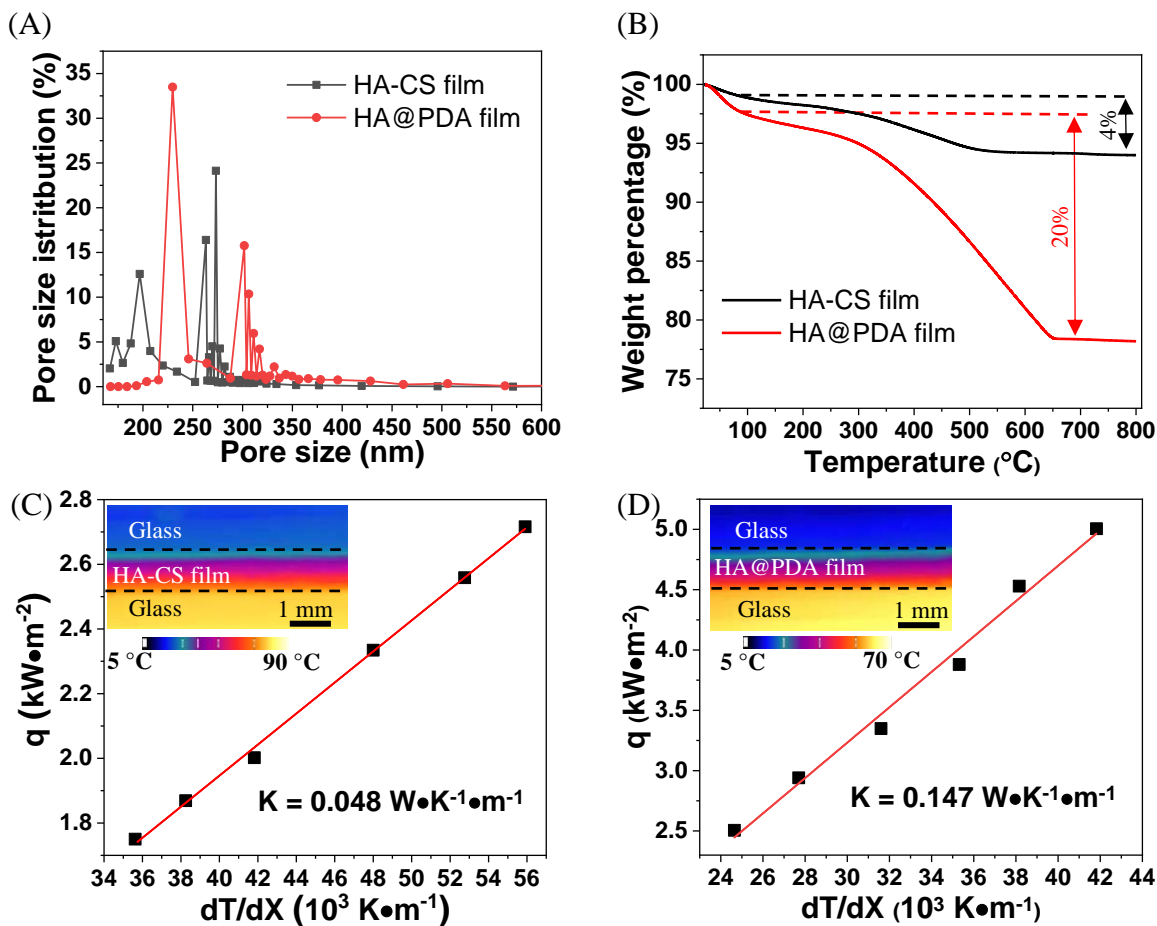 (A)
Pore size istritbution (%)
35
30
25
20
15
10
5
0
HA-CS film
HA@PDA film
200 250 300 350 400 450 500 550 600
Pore size (nm)
(B)
Weight percentage (%)
100
95
90
85
80
75
4%
20%
HA-CS film
HA@PDA film
100 200 300 400 500 600 700 800
Temperature (°C)
(C)
q (kW•m-2)
2.8
2.6
2.4
2.2
2.0
1.8
Glass
HA-CS film
Glass
1 mm
5 °C 90 °C
K = 0.048 W•K-1•m-1
34 36 38 40 42 44 46 48 50 52 54 56
dT/dX (103 K•m-1)
(D)
q (kW•m-2)
5.0
4.5
4.0
3.5
3.0
2.5
Glass
HA@PDA film
Glass
1 mm
5 °C 70 °C
K = 0.147 W•K-1•m-1
24 26 28 30 32 34 36 38 40 42 44
dT/dX (103 K•m-1)